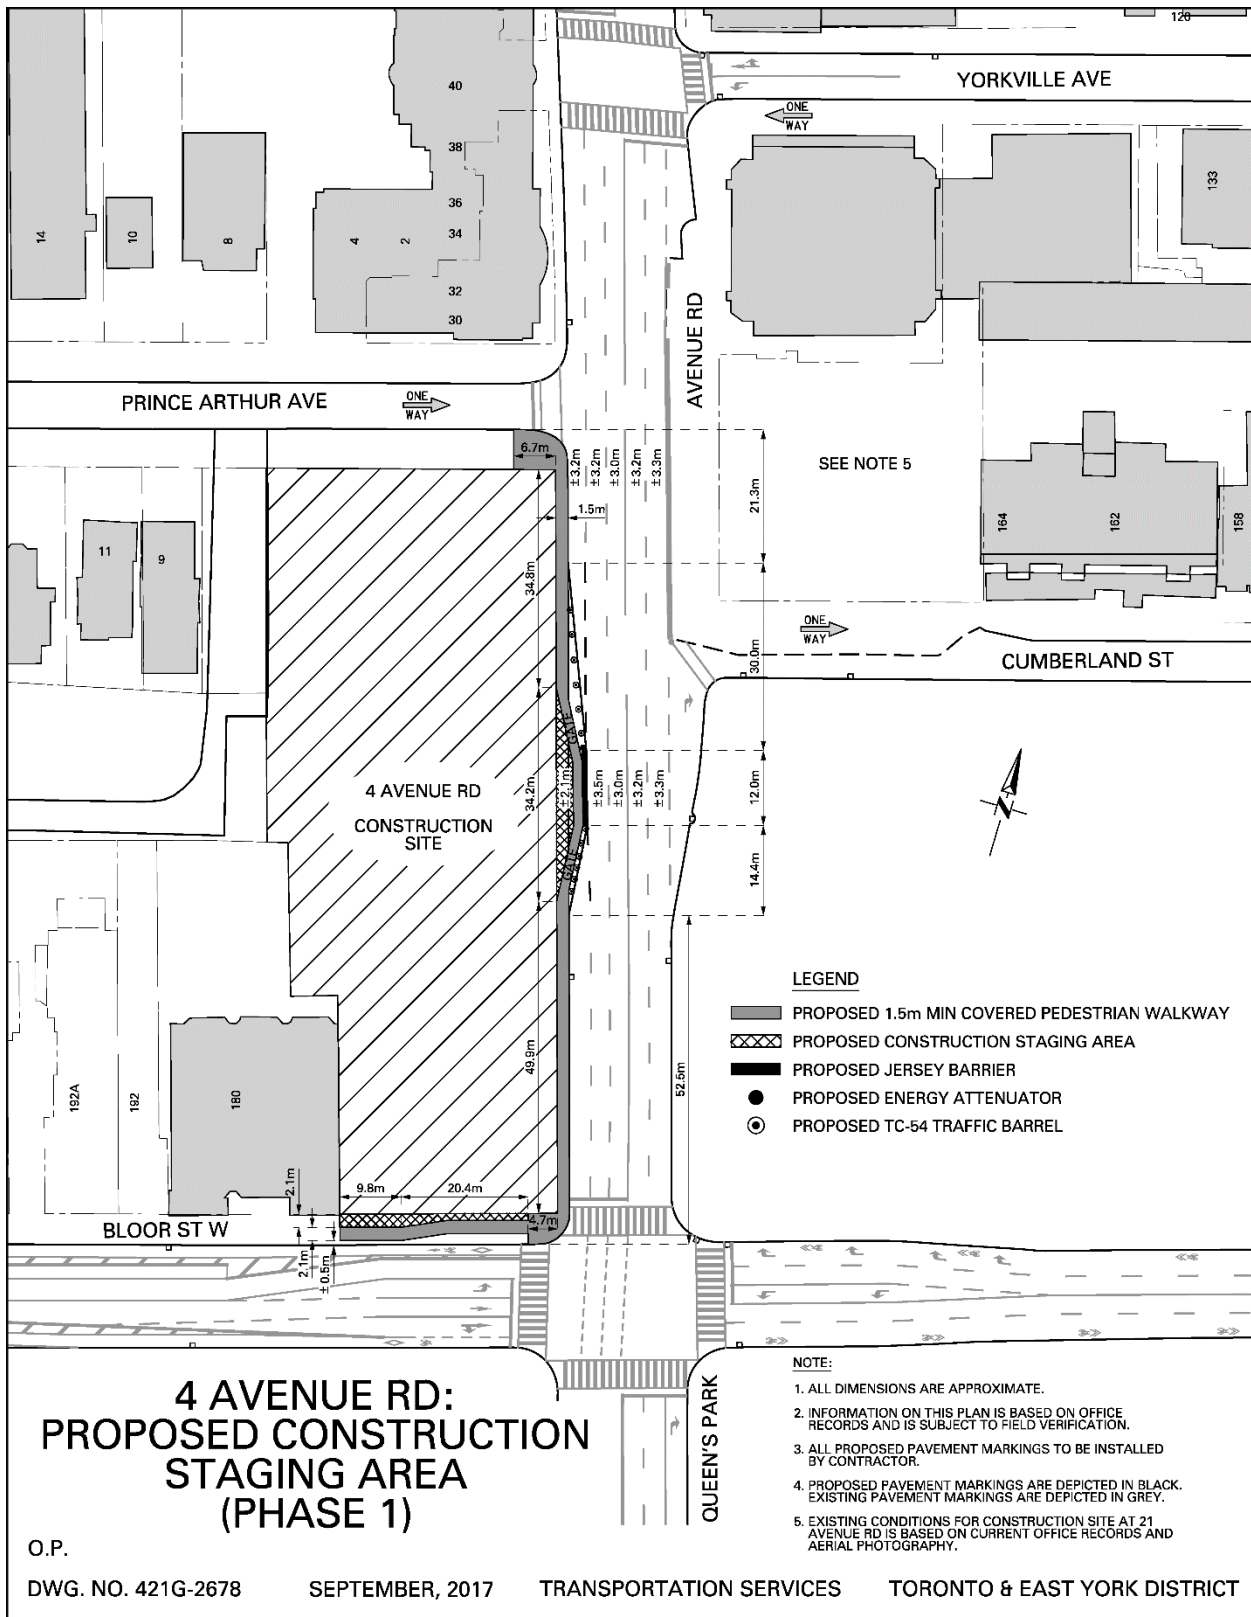 120
YORKVILLE AVE
ONE
WAY
40
38
36
34
32
30
4
2
14
10
8
133
AVENUE RD
PRINCE ARTHUR AVE
ONE
WAY
6.7m
±3.2m
±3.2m
±3.0m
±3.2m
±3.3m
21.3m
SEE NOTE 5
164
162
158
1.5m
11
9
34.8m
ONE
WAY
30.0m
CUMBERLAND ST
GATE
4 AVENUE RD
CONSTRUCTION
SITE
34.2m
±2.1m
±3.5m
±3.0m
±3.2m
±3.3m
12.0m
N
GATE
14.4m
LEGEND
PROPOSED 1.5m MIN COVERED PEDESTRIAN WALKWAY
PROPOSED CONSTRUCTION STAGING AREA
PROPOSED JERSEY BARRIER
PROPOSED ENERGY ATTENUATOR
PROPOSED TC-54 TRAFFIC BARREL
49.9m
52.5m
192A
192
180
2.1m
9.8m
20.4m
4.7m
BLOOR ST W
2.1m
±0.5m
QUEEN'S PARK
4 AVENUE RD:
PROPOSED CONSTRUCTION
STAGING AREA
(PHASE 1)
NOTE:
1. ALL DIMENSIONS ARE APPROXIMATE.
2. INFORMATION ON THIS PLAN IS BASED ON OFFICE
RECORDS AND IS SUBJECT TO FIELD VERIFICATION.
3. ALL PROPOSED PAVEMENT MARKINGS TO BE INSTALLED
BY CONTRACTOR.
4. PROPOSED PAVEMENT MARKINGS ARE DEPICTED IN BLACK.
EXISTING PAVEMENT MARKINGS ARE DEPICTED IN GREY.
5. EXISTING CONDITIONS FOR CONSTRUCTION SITE AT 21
AVENUE RD IS BASED ON CURRENT OFFICE RECORDS AND
AERIAL PHOTOGRAPHY.
O.P.
DWG. NO. 421G-2678 SEPTEMBER, 2017 TRANSPORTATION SERVICES TORONTO & EAST YORK DISTRICT